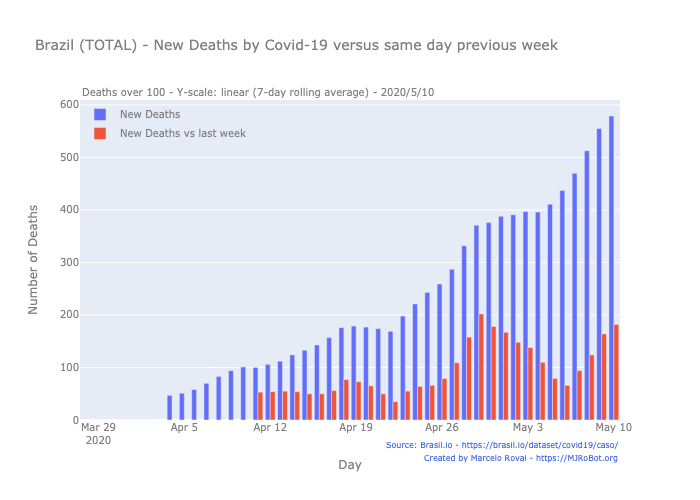 Brazil (TOTAL) - New Deaths by Covid-19 versus same day previous week
Deaths over 100 - Y-scale: linear (7-day rolling average) - 2020/5/10
New Deaths
New Deaths vs last week
600
500
400
300
200
100
0
Number of Deaths
Mar 29 Apr 5 Apr 12 Apr 19 Apr 26 May 3 May 10
2020
Source: Brasil.io - https://brasil.io/dataset/covid19/caso/
Created by Marcelo Rovai - https://MJRoBot.org
Day